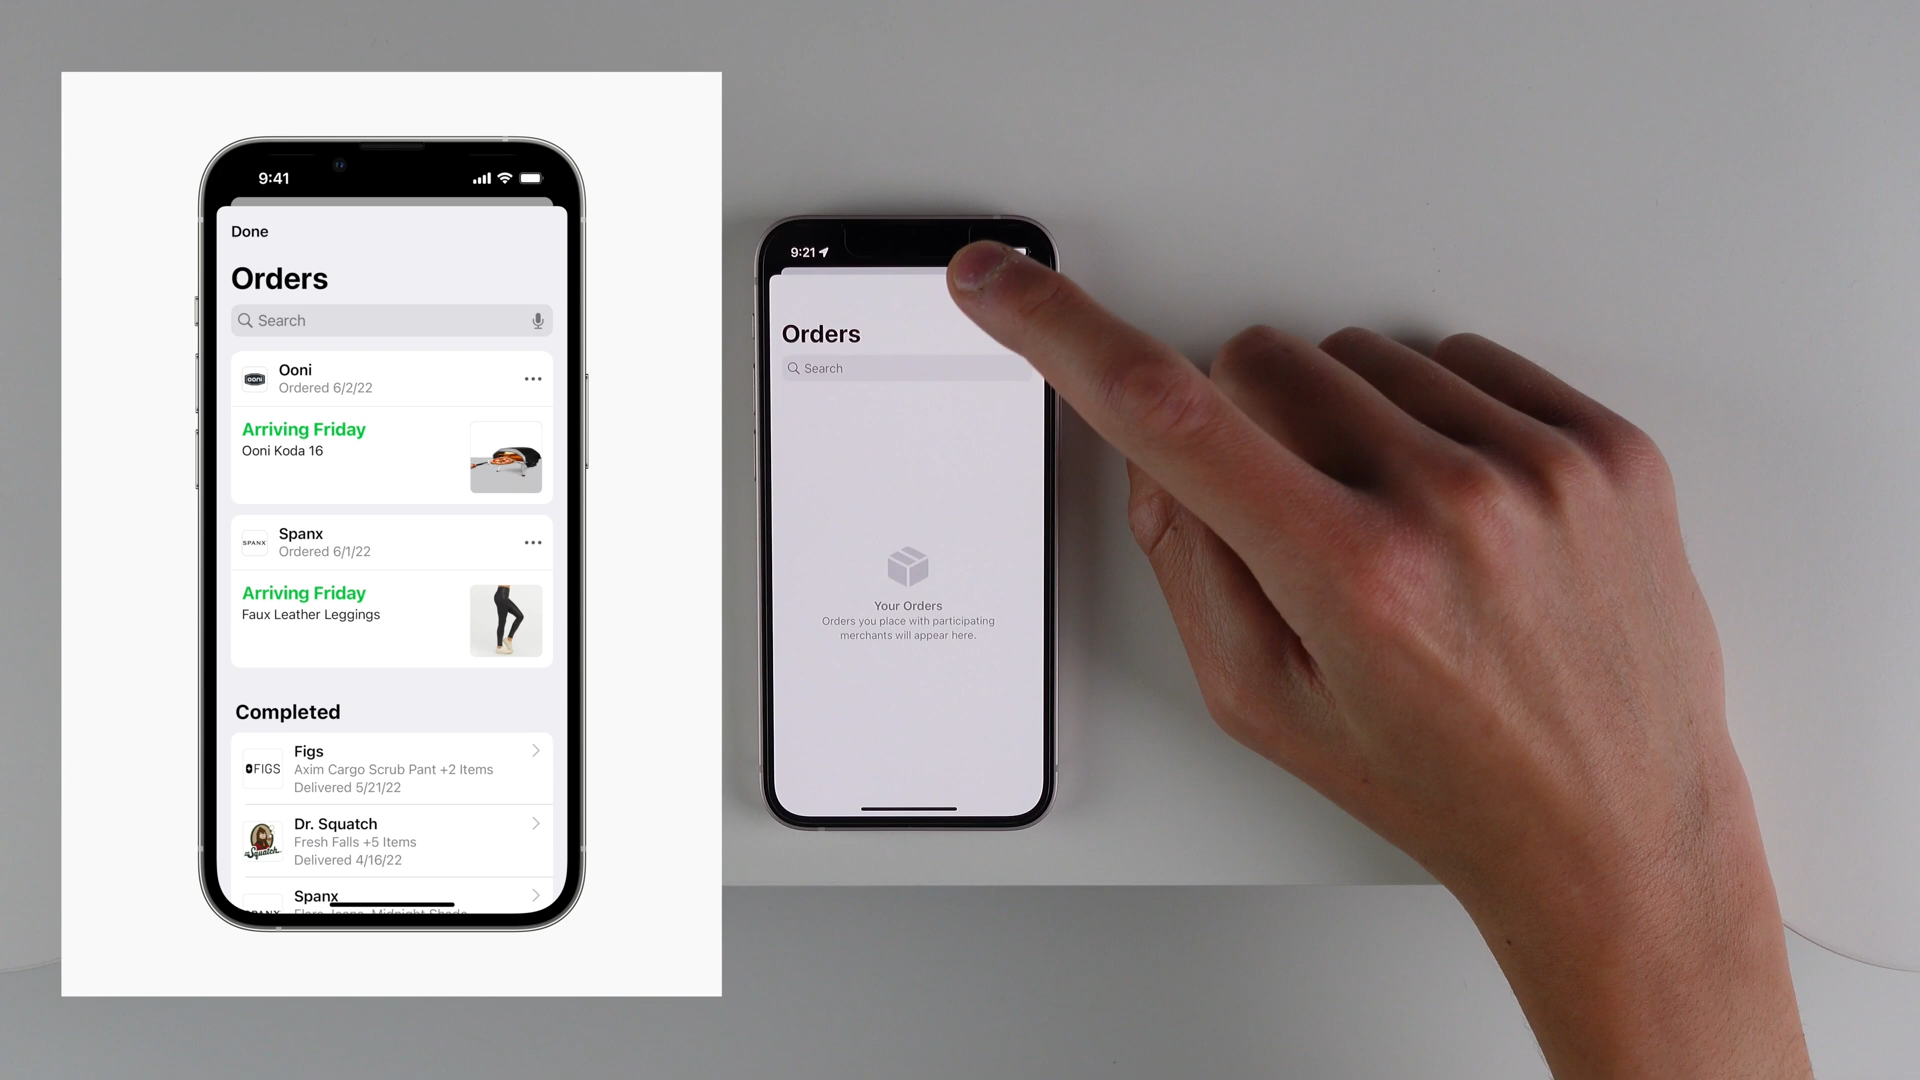 9:41
Done
Orders
Search
ooni
Ooni
Ordered 6/2/22
Arriving Friday
Ooni Koda 16
SPANX
Spanx
Ordered 6/1/22
Arriving Friday
Faux Leather Leggings
Completed
FIGS
Figs
Axim Cargo Scrub Pant +2 Items
Delivered 5/21/22
Squatch
Dr. Squatch
Fresh Falls +5 Items
Delivered 4/16/22
Spanx
9:21
Orders
Search
Your Orders
Orders you place with participating
merchants will appear here.